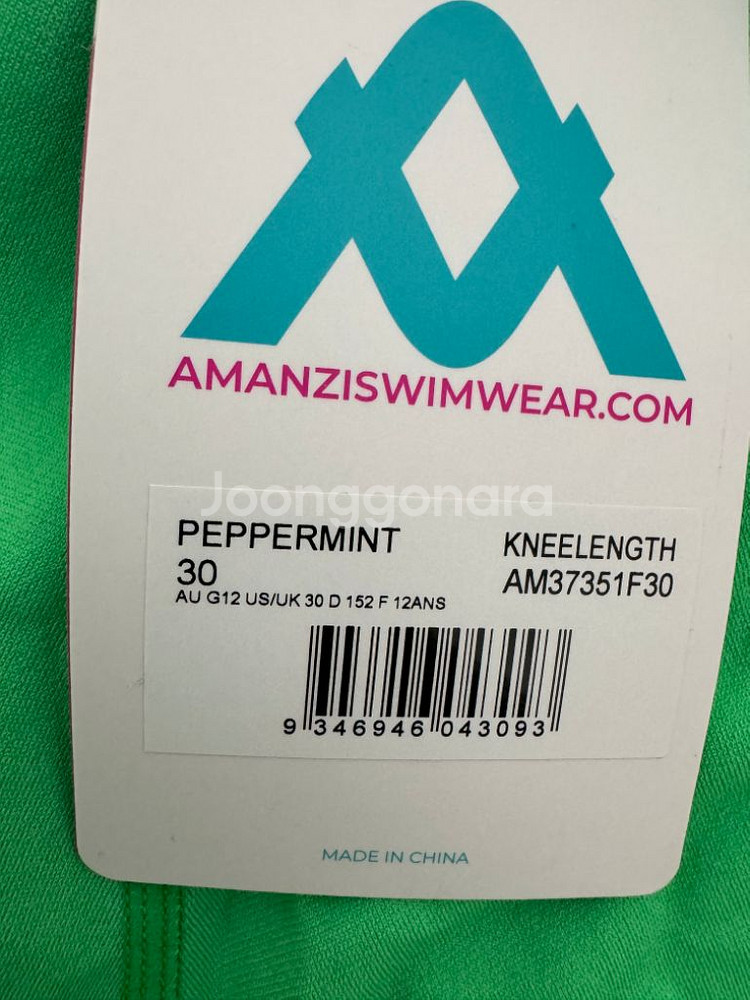 AMANZISWIMWEAR.COM
Joonggonara
PEPPERMINT
KNEELENGTH
30
AM37351F30
AU G12 US/UK 30 D 152 F 12ANS
9 346946 043093
MADE IN CHINA